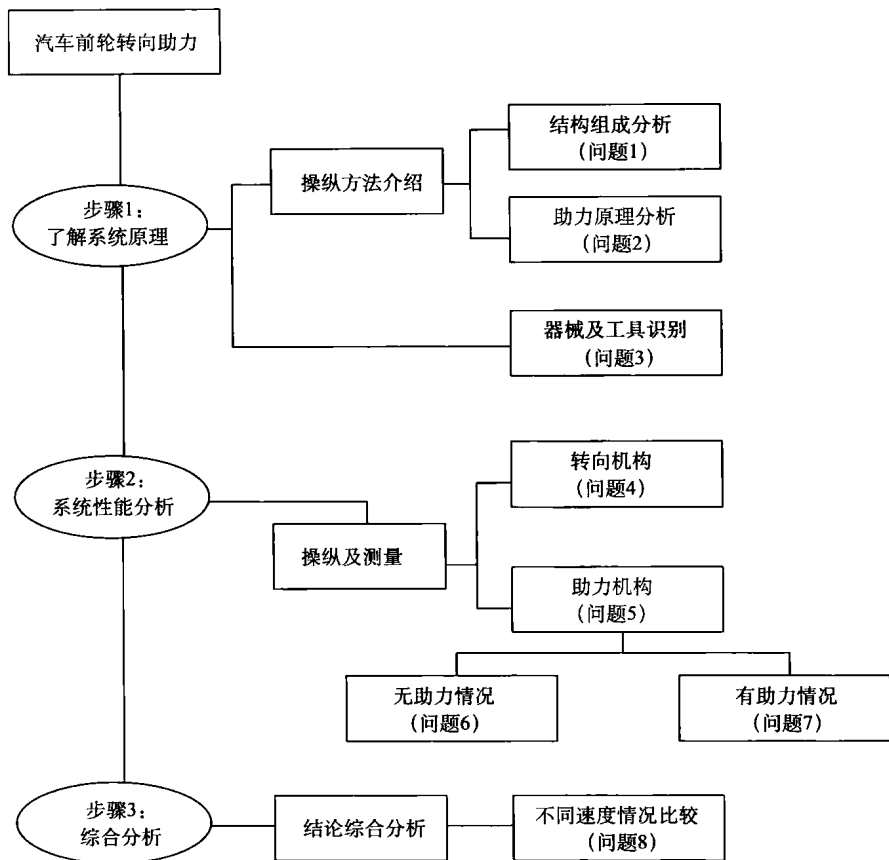 汽车前轮转向助力
结构组成分析
（问题1）
操纵方法介绍
步骤1：
了解系统原理
助力原理分析
（问题2）
器械及工具识别
（问题3）
转向机构
（问题4）
步骤2：
系统性能分析
操纵及测量
助力机构
（问题5）
无助力情况
（问题6）
有助力情况
（问题7）
步骤3：
综合分析
结论综合分析
不同速度情况比较
（问题8）